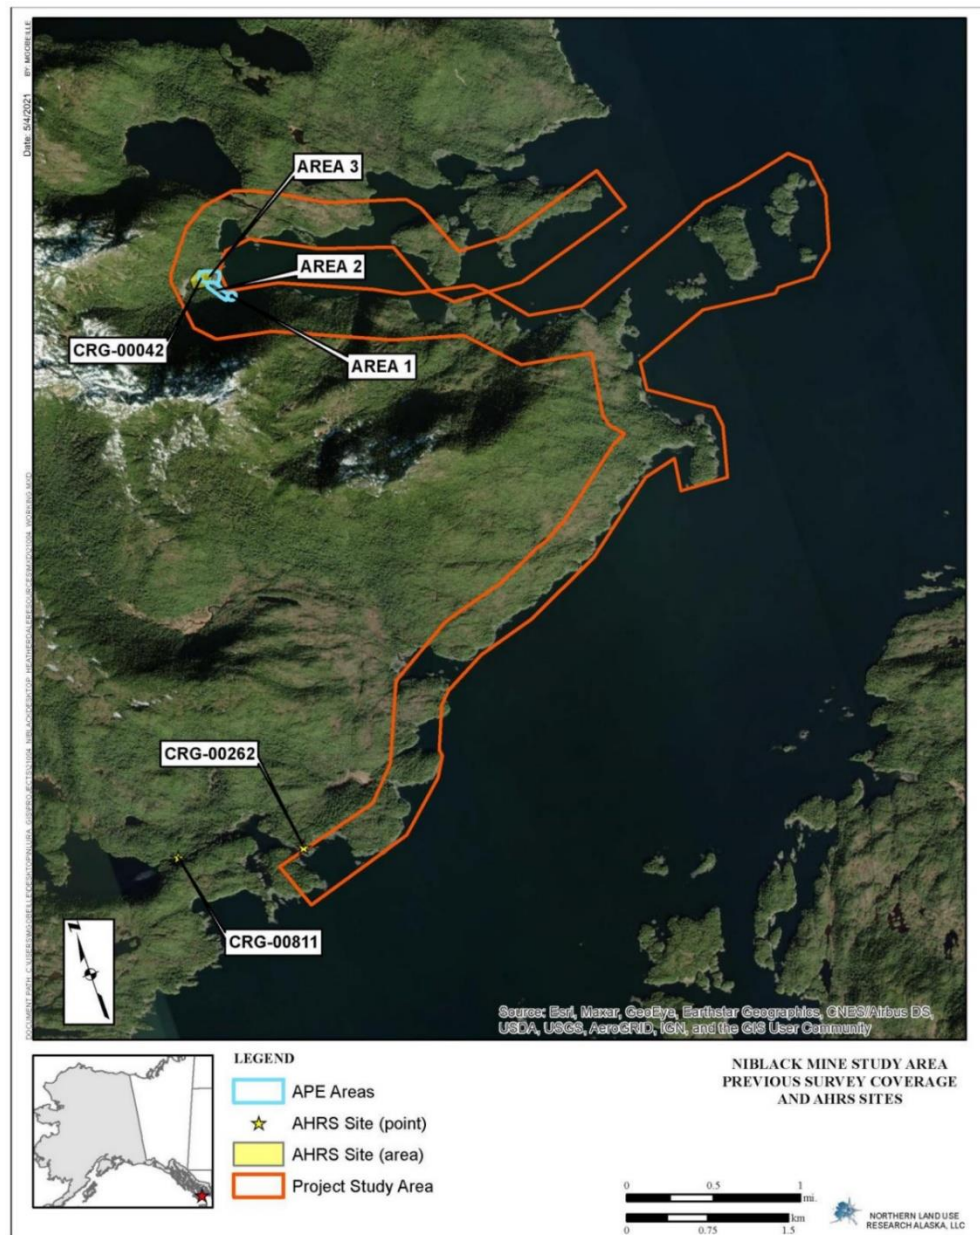 Date: 5/4/2021 BY: MGOBEILLE
AREA 3
AREA 2
CRG-00042
AREA 1
CRG-00262
CRG-00811
N
Source: Esri, Maxar, GeoEye, Earthstar Geographics, CNES/Airbus DS,
USDA, USGS, AeroGRID, IGN, and the GIS User Community
LEGEND
APE Areas
AHRS Site (point)
AHRS Site (area)
Project Study Area
NIBLACK MINE STUDY AREA
PREVIOUS SURVEY COVERAGE
AND AHRS SITES
0 0.5 1
mi.
km
0 0.75 1.5
NORTHERN LAND USE
RESEARCH ALASKA, LLC